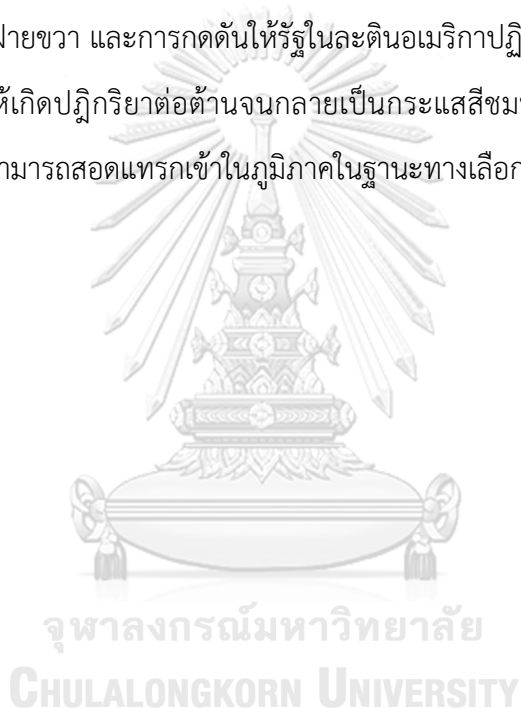 ฝ่ายขวา และการกดดันให้รัฐในละตินอเมริกาปฏิ
ห้เกิดปฏิกริยาต่อต้านจนกลายเป็นกระแสสีชม
ามารถสอดแทรกเข้าในภูมิภาคในฐานะทางเลือก
จุฬาลงกรณ์มหาวิทยาลัย
CHULALONGKORN UNIVERSITY